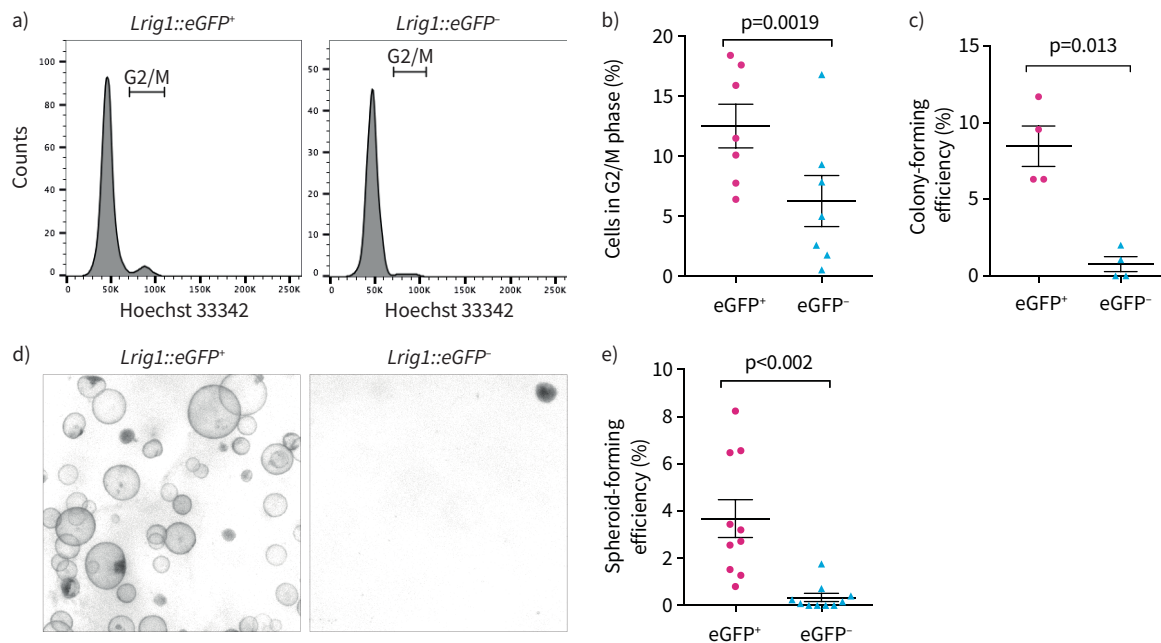 a)
Lrig1::eGFP⁺
Lrig1::eGFP⁻
G2/M
G2/M
100
80
60
40
20
0
Counts
0 50K 100K 150K 200K 250K
Hoechst 33342
50
40
30
20
10
0
0 50K 100K 150K 200K 250K
Hoechst 33342
b)
p=0.0019
20
15
10
5
0
Cells in G2/M phase (%)
eGFP⁺ eGFP⁻
c)
p=0.013
15
10
5
0
Colony-forming
efficiency (%)
eGFP⁺ eGFP⁻
d)
Lrig1::eGFP⁺
Lrig1::eGFP⁻
e)
p<0.002
10
8
6
4
2
0
Spheroid-forming
efficiency (%)
eGFP⁺ eGFP⁻